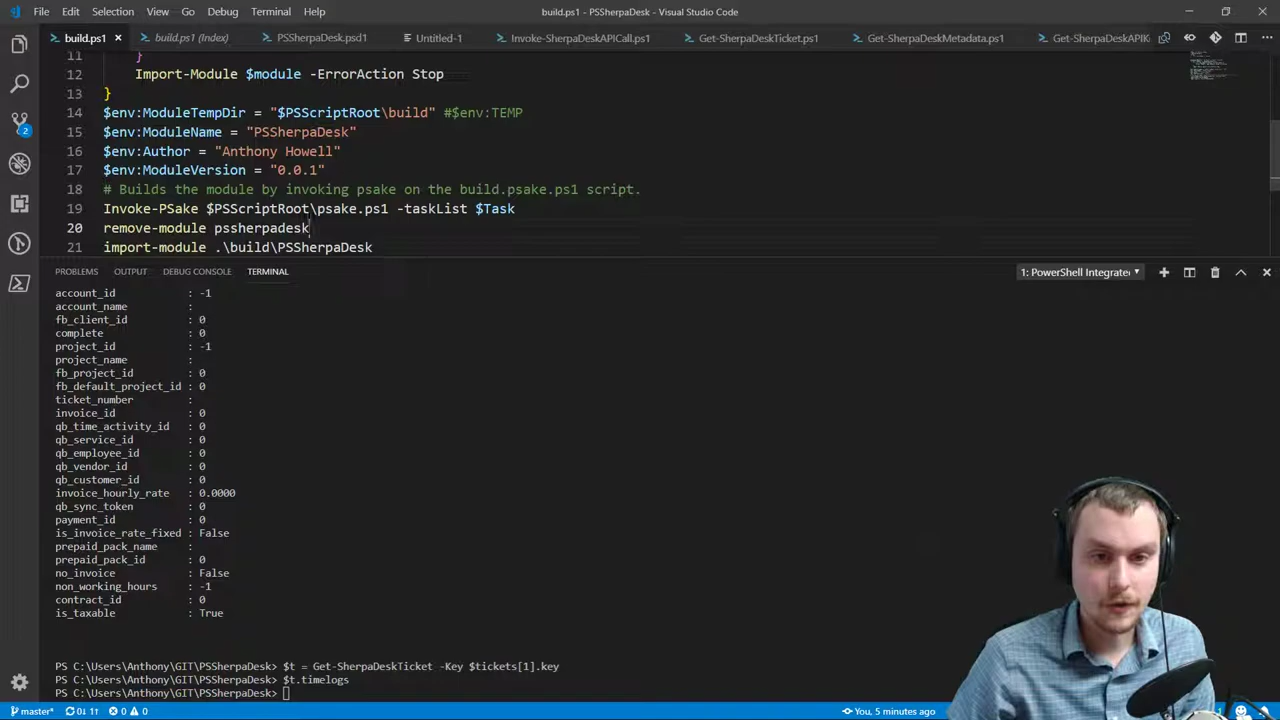 File Edit Selection View Go Debug Terminal Help
build.ps1 - PSSherpaDesk - Visual Studio Code
build.ps1 build.ps1 (Index) PSSherpaDesk.psd1 Untitled-1 Invoke-SherpaDeskAPICall.ps1 Get-SherpaDeskTicket.ps1 Get-SherpaDeskMetadata.ps1 Get-SherpaDeskAPIK
11 }
12 Import-Module $module -ErrorAction Stop
13 }
14 $env:ModuleTempDir = "$PSScriptRoot\build" #$env:TEMP
15 $env:ModuleName = "PSSherpaDesk"
16 $env:Author = "Anthony Howell"
17 $env:ModuleVersion = "0.0.1"
18 # Builds the module by invoking psake on the build.psake.ps1 script.
19 Invoke-PSake $PSScriptRoot\psake.ps1 -taskList $Task
20 remove-module pssherpadesk
21 import-module .\build\PSSherpaDesk
2
PROBLEMS OUTPUT DEBUG CONSOLE TERMINAL
1: PowerShell Integrate
account_id : -1
account_name :
fb_client_id : 0
complete : 0
project_id : -1
project_name :
fb_project_id : 0
fb_default_project_id : 0
ticket_number :
invoice_id : 0
qb_time_activity_id : 0
qb_service_id : 0
qb_employee_id : 0
qb_vendor_id : 0
qb_customer_id : 0
invoice_hourly_rate : 0.0000
qb_sync_token : 0
payment_id : 0
is_invoice_rate_fixed : False
prepaid_pack_name :
prepaid_pack_id : 0
no_invoice : False
non_working_hours : -1
contract_id : 0
is_taxable : True
PS C:\Users\Anthony\GIT\PSSherpaDesk> $t = Get-SherpaDeskTicket -Key $tickets[1].key
PS C:\Users\Anthony\GIT\PSSherpaDesk> $t.timelogs
PS C:\Users\Anthony\GIT\PSSherpaDesk>
master* 0↓ 1↑ 0 0 You, 5 minutes ago